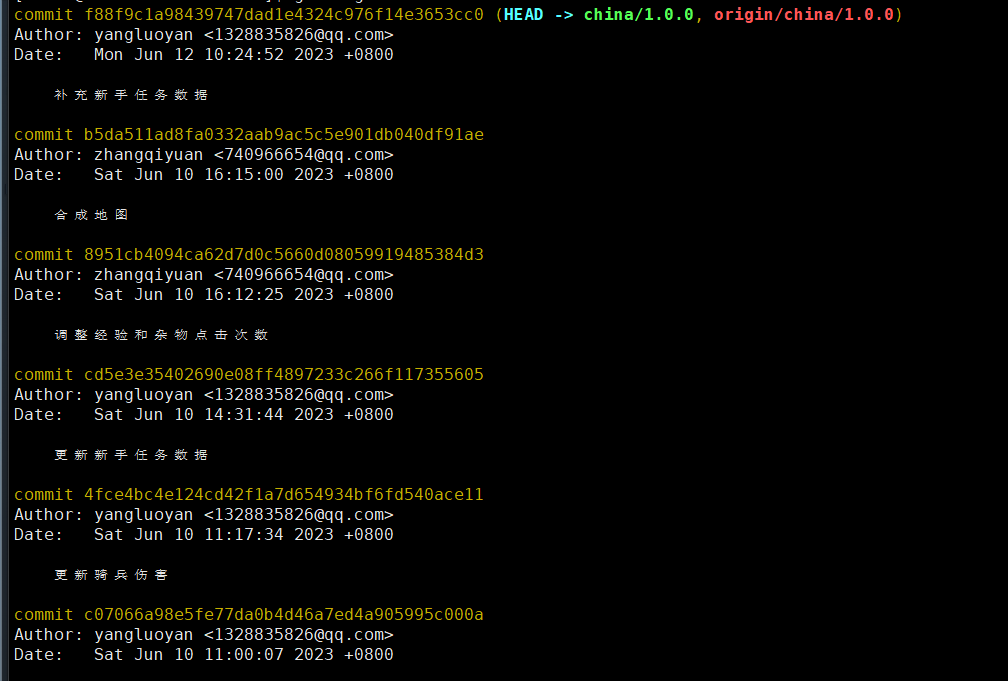 commit f88f9c1a98439747dad1e4324c976f14e3653cc0 (HEAD -> china/1.0.0, origin/china/1.0.0)
Author: yangluoyan <1328835826@qq.com>
Date:   Mon Jun 12 10:24:52 2023 +0800
补充新手任务数据
commit b5da511ad8fa0332aab9ac5c5e901db040df91ae
Author: zhangqiyuan <740966654@qq.com>
Date:   Sat Jun 10 16:15:00 2023 +0800
合成地图
commit 8951cb4094ca62d7d0c5660d08059919485384d3
Author: zhangqiyuan <740966654@qq.com>
Date:   Sat Jun 10 16:12:25 2023 +0800
调整经验和杂物点击次数
commit cd5e3e35402690e08ff4897233c266f117355605
Author: yangluoyan <1328835826@qq.com>
Date:   Sat Jun 10 14:31:44 2023 +0800
更新新手任务数据
commit 4fce4bc4e124cd42f1a7d654934bf6fd540ace11
Author: yangluoyan <1328835826@qq.com>
Date:   Sat Jun 10 11:17:34 2023 +0800
更新骑兵伤害
commit c07066a98e5fe77da0b4d46a7ed4a905995c000a
Author: yangluoyan <1328835826@qq.com>
Date:   Sat Jun 10 11:00:07 2023 +0800